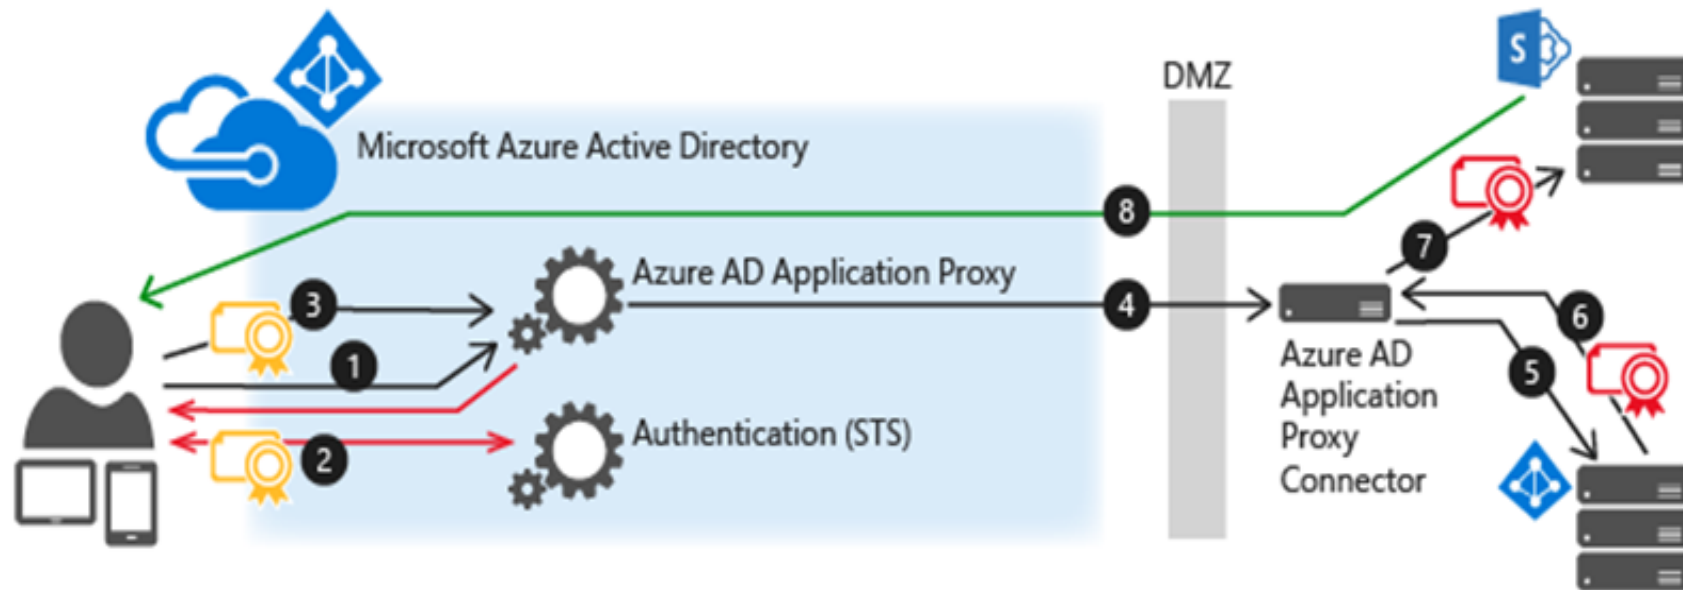 DMZ
S
Microsoft Azure Active Directory
8
7
3
Azure AD Application Proxy
4
6
1
Azure AD
Application
Proxy
Connector
5
2
Authentication (STS)